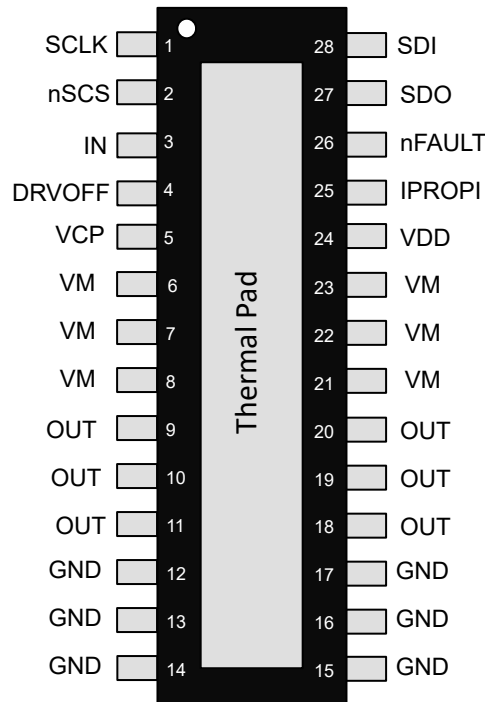 SCLK 1 28 SDI
nSCS 2 27 SDO
IN 3 26 nFAULT
DRVOFF 4 25 IPROPI
VCP 5 24 VDD
VM 6 23 VM
VM 7 22 VM
VM 8 21 VM
OUT 9 20 OUT
OUT 10 19 OUT
OUT 11 18 OUT
GND 12 17 GND
GND 13 16 GND
GND 14 15 GND
Thermal Pad